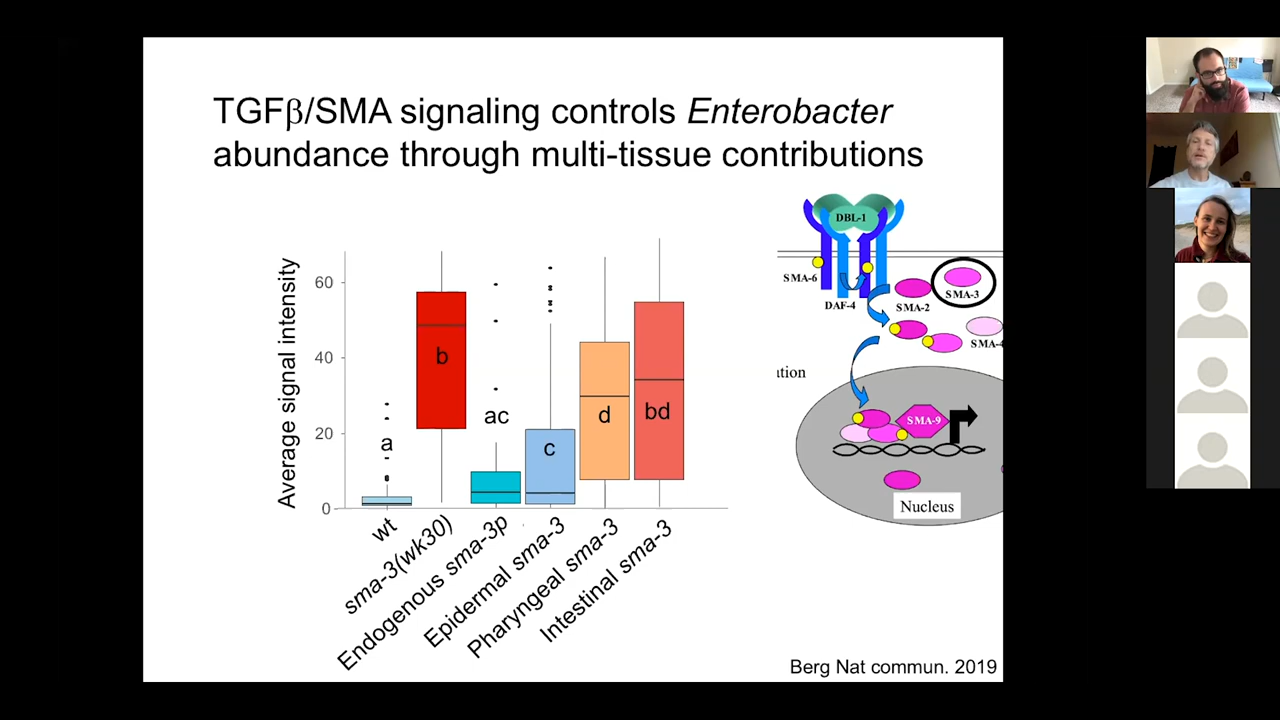 TGFβ/SMA signaling controls Enterobacter
abundance through multi-tissue contributions
Average signal intensity
60
40
20
0
a
b
ac
c
d
bd
wt
sma-3(wk30)
Endogenous sma-3p
Epidermal sma-3
Pharyngeal sma-3
Intestinal sma-3
DBL-1
SMA-6
DAF-4
SMA-2
SMA-3
SMA-4
ition
SMA-9
Nucleus
Berg Nat commun. 2019